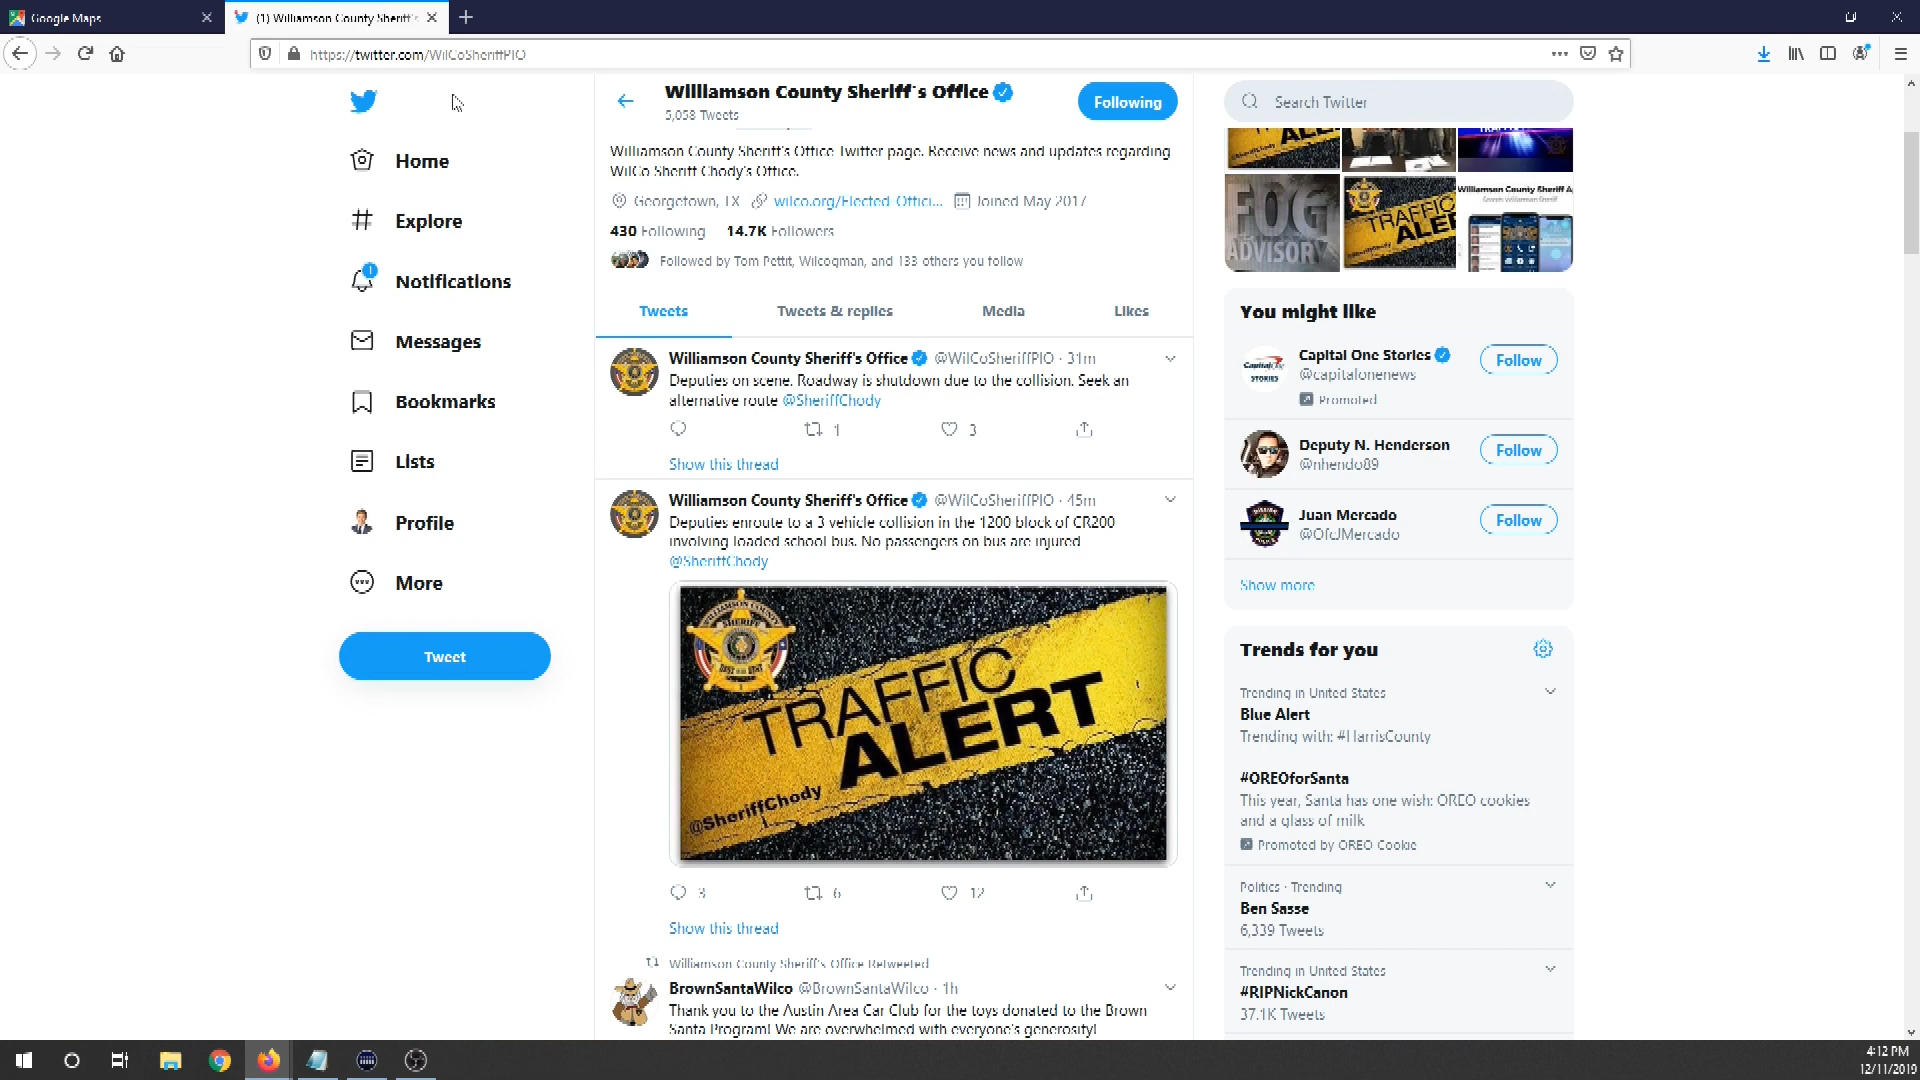 Google Maps
(1) Williamson County Sheriff's
https://twitter.com/WilCoSheriffPIO
Home
Explore
1
Notifications
Messages
Bookmarks
Lists
Profile
More
Tweet
Williamson County Sheriff's Office
5,058 Tweets
Following
Williamson County Sheriff's Office Twitter page. Receive news and updates regarding
WilCo Sheriff Chody's Office.
Georgetown, TX wilco.org/Elected-Offici... Joined May 2017
430 Following 14.7K Followers
Followed by Tom Pettit, Wilcogman, and 133 others you follow
Tweets Tweets & replies Media Likes
Williamson County Sheriff's Office @WilCoSheriffPIO · 31m
Deputies on scene. Roadway is shutdown due to the collision. Seek an
alternative route @SheriffChody
1 3
Show this thread
Williamson County Sheriff's Office @WilCoSheriffPIO · 45m
Deputies enroute to a 3 vehicle collision in the 1200 block of CR200
involving loaded school bus. No passengers on bus are injured
@SheriffChody
WILLIAMSON COUNTY
SHERIFF
TRAFFIC
ALERT
@SheriffChody
3 6 12
Show this thread
Williamson County Sheriff's Office Retweeted
BrownSantaWilco @BrownSantaWilco · 1h
Thank you to the Austin Area Car Club for the toys donated to the Brown
Santa Program! We are overwhelmed with everyone's generosity!
Search Twitter
FOG
ADVISORY
TRAFFIC
ALE
Williamson County Sheriff A
You might like
Capital One Stories
@capitalonenews
Promoted
Follow
Deputy N. Henderson
@nhendo89
Follow
Juan Mercado
@OfcJMercado
Follow
Show more
Trends for you
Trending in United States
Blue Alert
Trending with: #HarrisCounty
#OREOforSanta
This year, Santa has one wish: OREO cookies
and a glass of milk
Promoted by OREO Cookie
Politics · Trending
Ben Sasse
6,339 Tweets
Trending in United States
#RIPNickCanon
37.1K Tweets
4:12 PM
12/11/2019